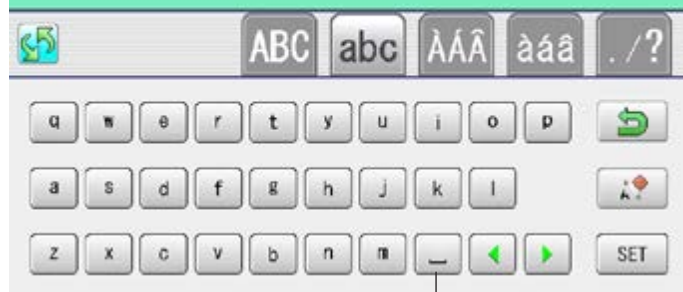 ABC abc ÀÁÂ àáâ ./?
q w e r t y u i o p
a s d f g h j k l
z x c v b n m SET